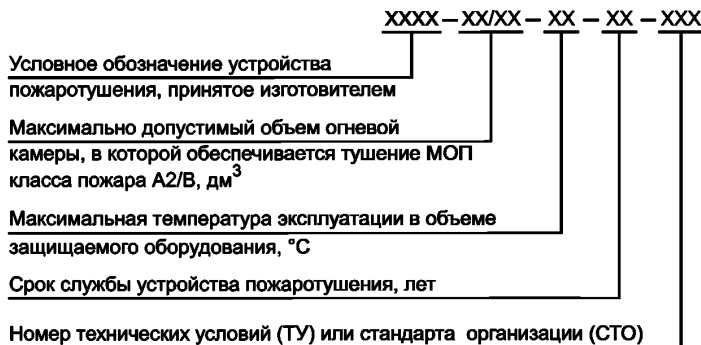 XXXX – XX/XX – XX – XX – XXX
Условное обозначение устройства
пожаротушения, принятое изготовителем
Максимально допустимый объем огневой
камеры, в которой обеспечивается тушение МОП
класса пожара А2/В, дм³
Максимальная температура эксплуатации в объеме
защищаемого оборудования, °С
Срок службы устройства пожаротушения, лет
Номер технических условий (ТУ) или стандарта организации (СТО)